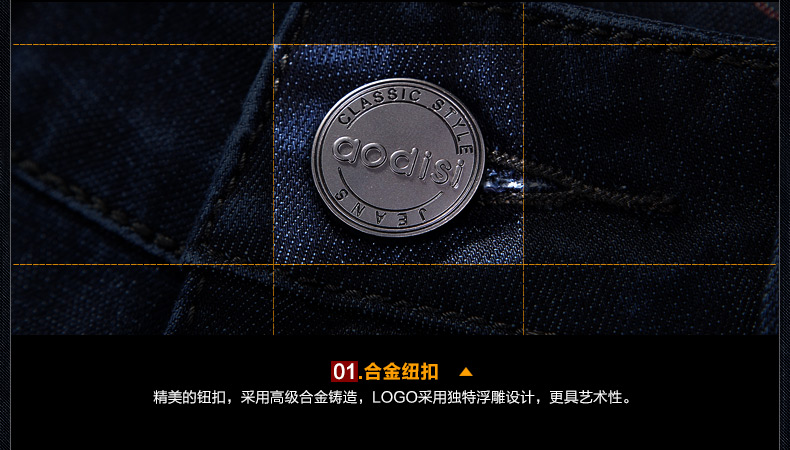 CLASSIC STYLE
aodisi
JEANS
01.合金纽扣
精美的钮扣，采用高级合金铸造，LOGO采用独特浮雕设计，更具艺术性。